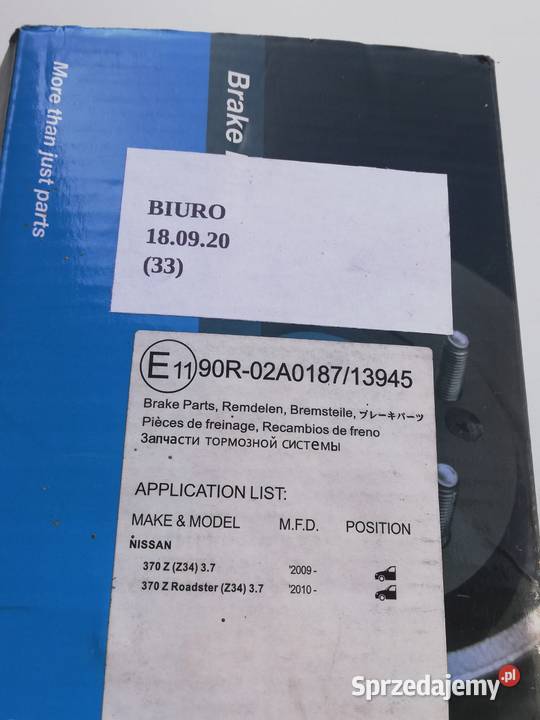 More than just parts
Brake
BIURO
18.09.20
(33)
E 11 90R-02A0187/13945
Brake Parts, Remdelen, Bremsteile, ブレーキパーツ
Pièces de freinage, Recambios de freno
Запчасти тормозной системы
APPLICATION LIST:
MAKE & MODEL M.F.D. POSITION
NISSAN
370 Z (Z34) 3.7 '2009-
370 Z Roadster (Z34) 3.7 '2010-
Sprzedajemy.pl